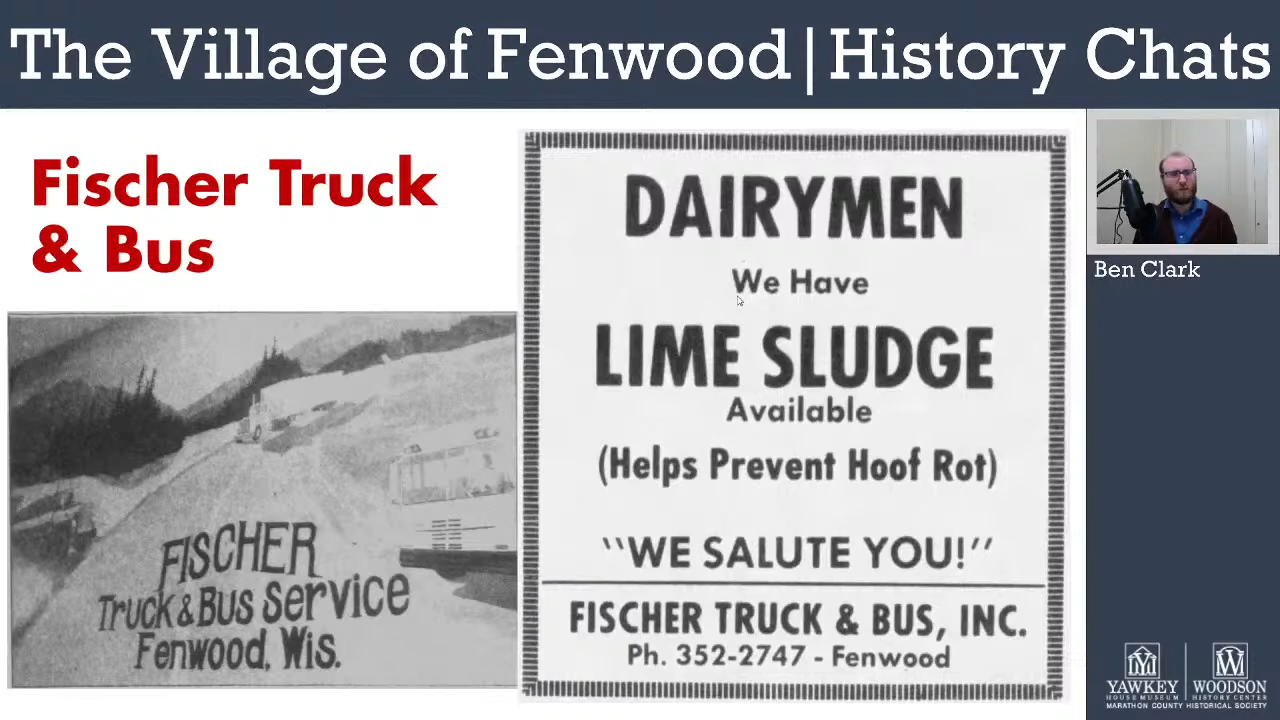 The Village of Fenwood|History Chats
Fischer Truck
& Bus
FISCHER
Truck & Bus Service
Fenwood, Wis.
DAIRYMEN
We Have
LIME SLUDGE
Available
(Helps Prevent Hoof Rot)
"WE SALUTE YOU!"
FISCHER TRUCK & BUS, INC.
Ph. 352-2747 - Fenwood
Ben Clark
YAWKEY
HOUSE MUSEUM
WOODSON
HISTORY CENTER
MARATHON COUNTY HISTORICAL SOCIETY